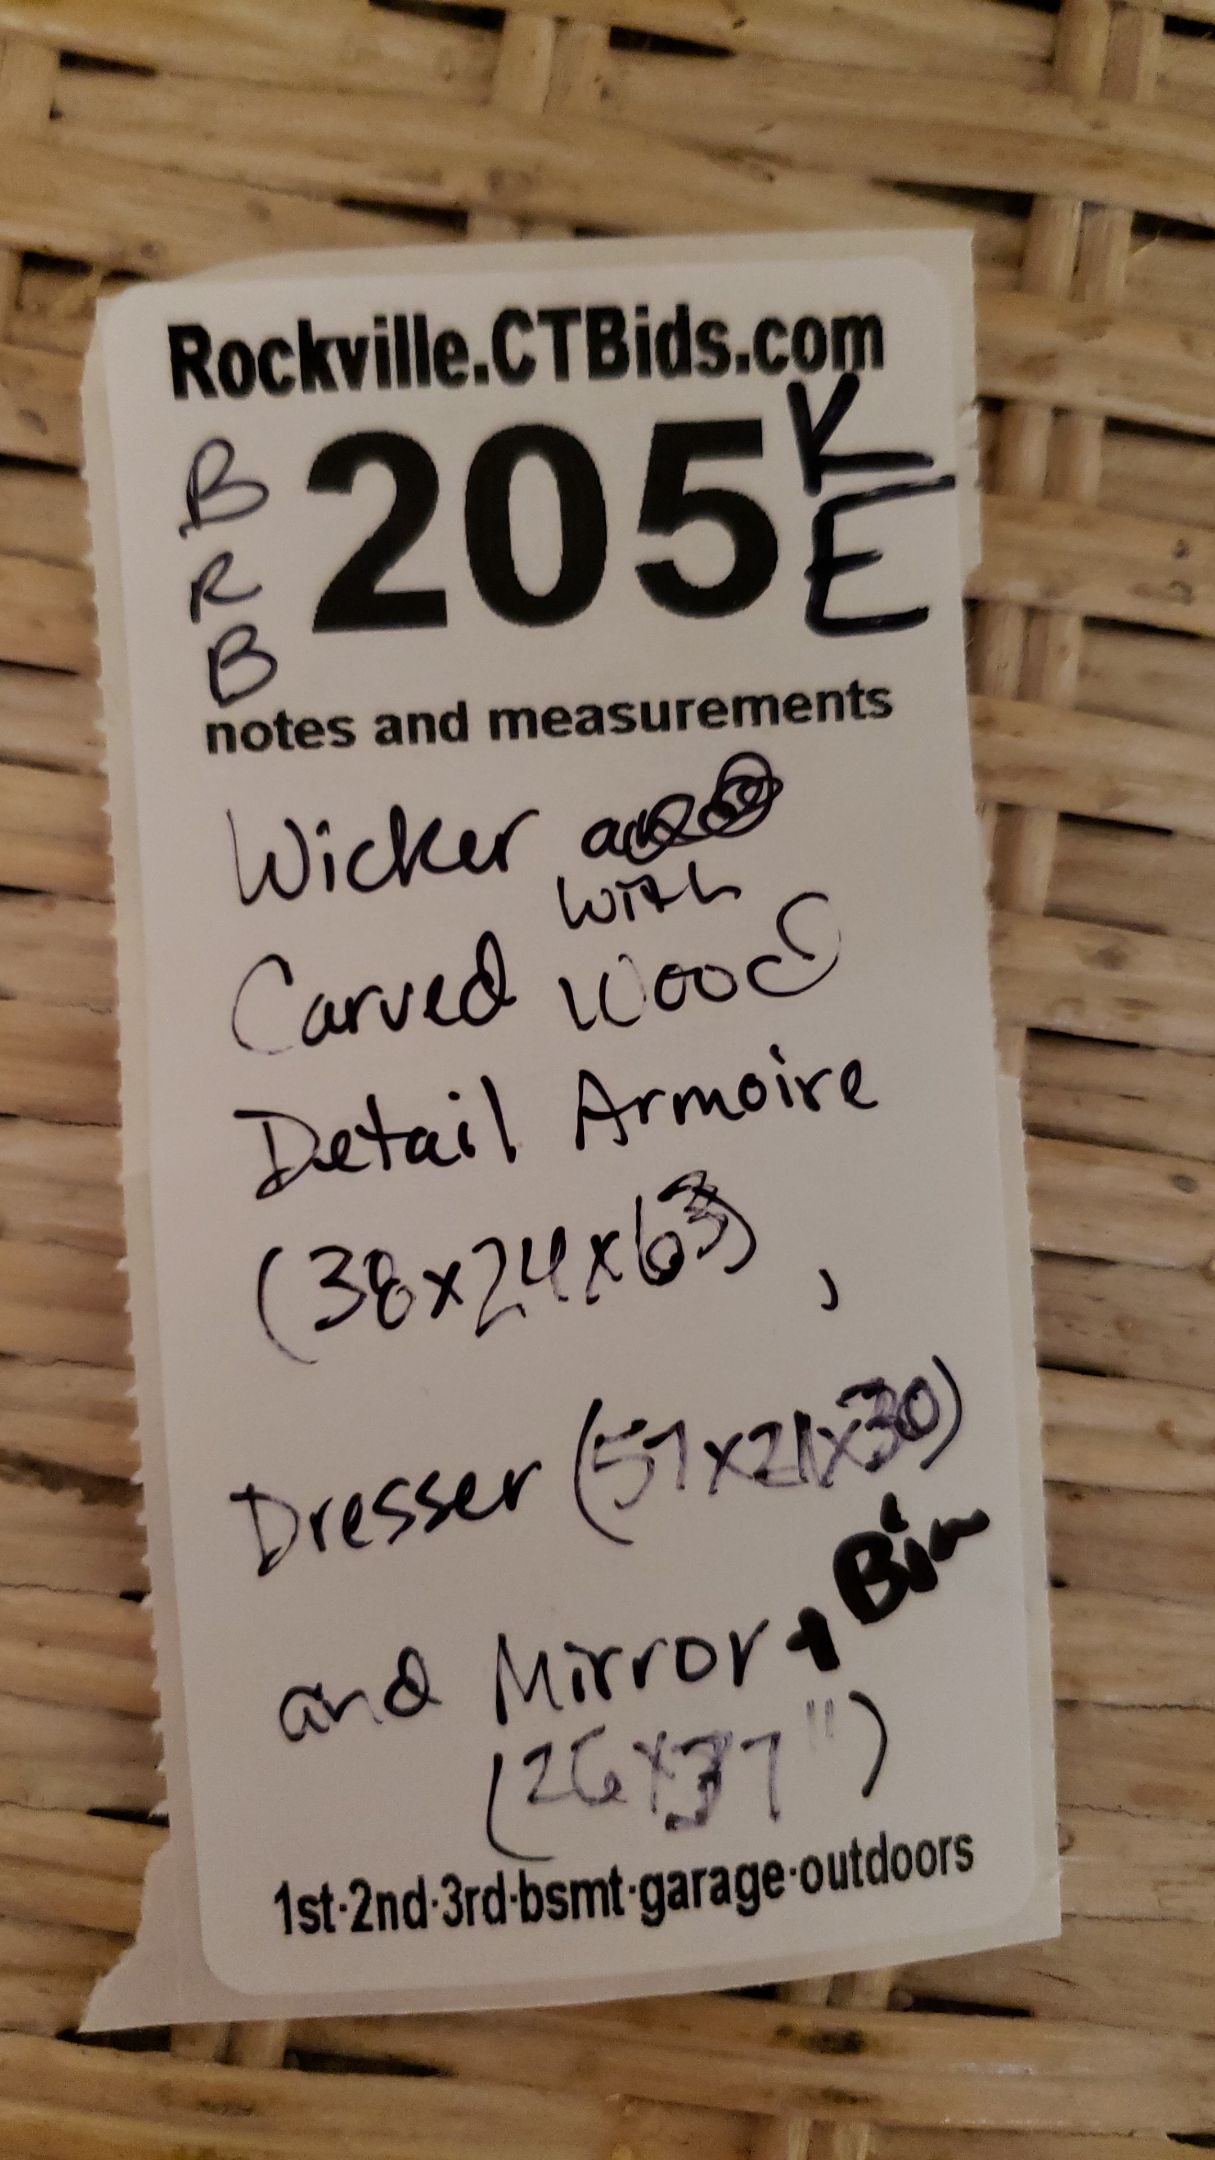 Rockville.CTBids.com
B R B 205 K E
notes and measurements
Wicker
with
Carved Wood
Detail Armoire
(38x24x63),
Dresser (57x21x30)
and Mirror + Bin
(26x37")
1st·2nd·3rd·bsmt·garage·outdoors